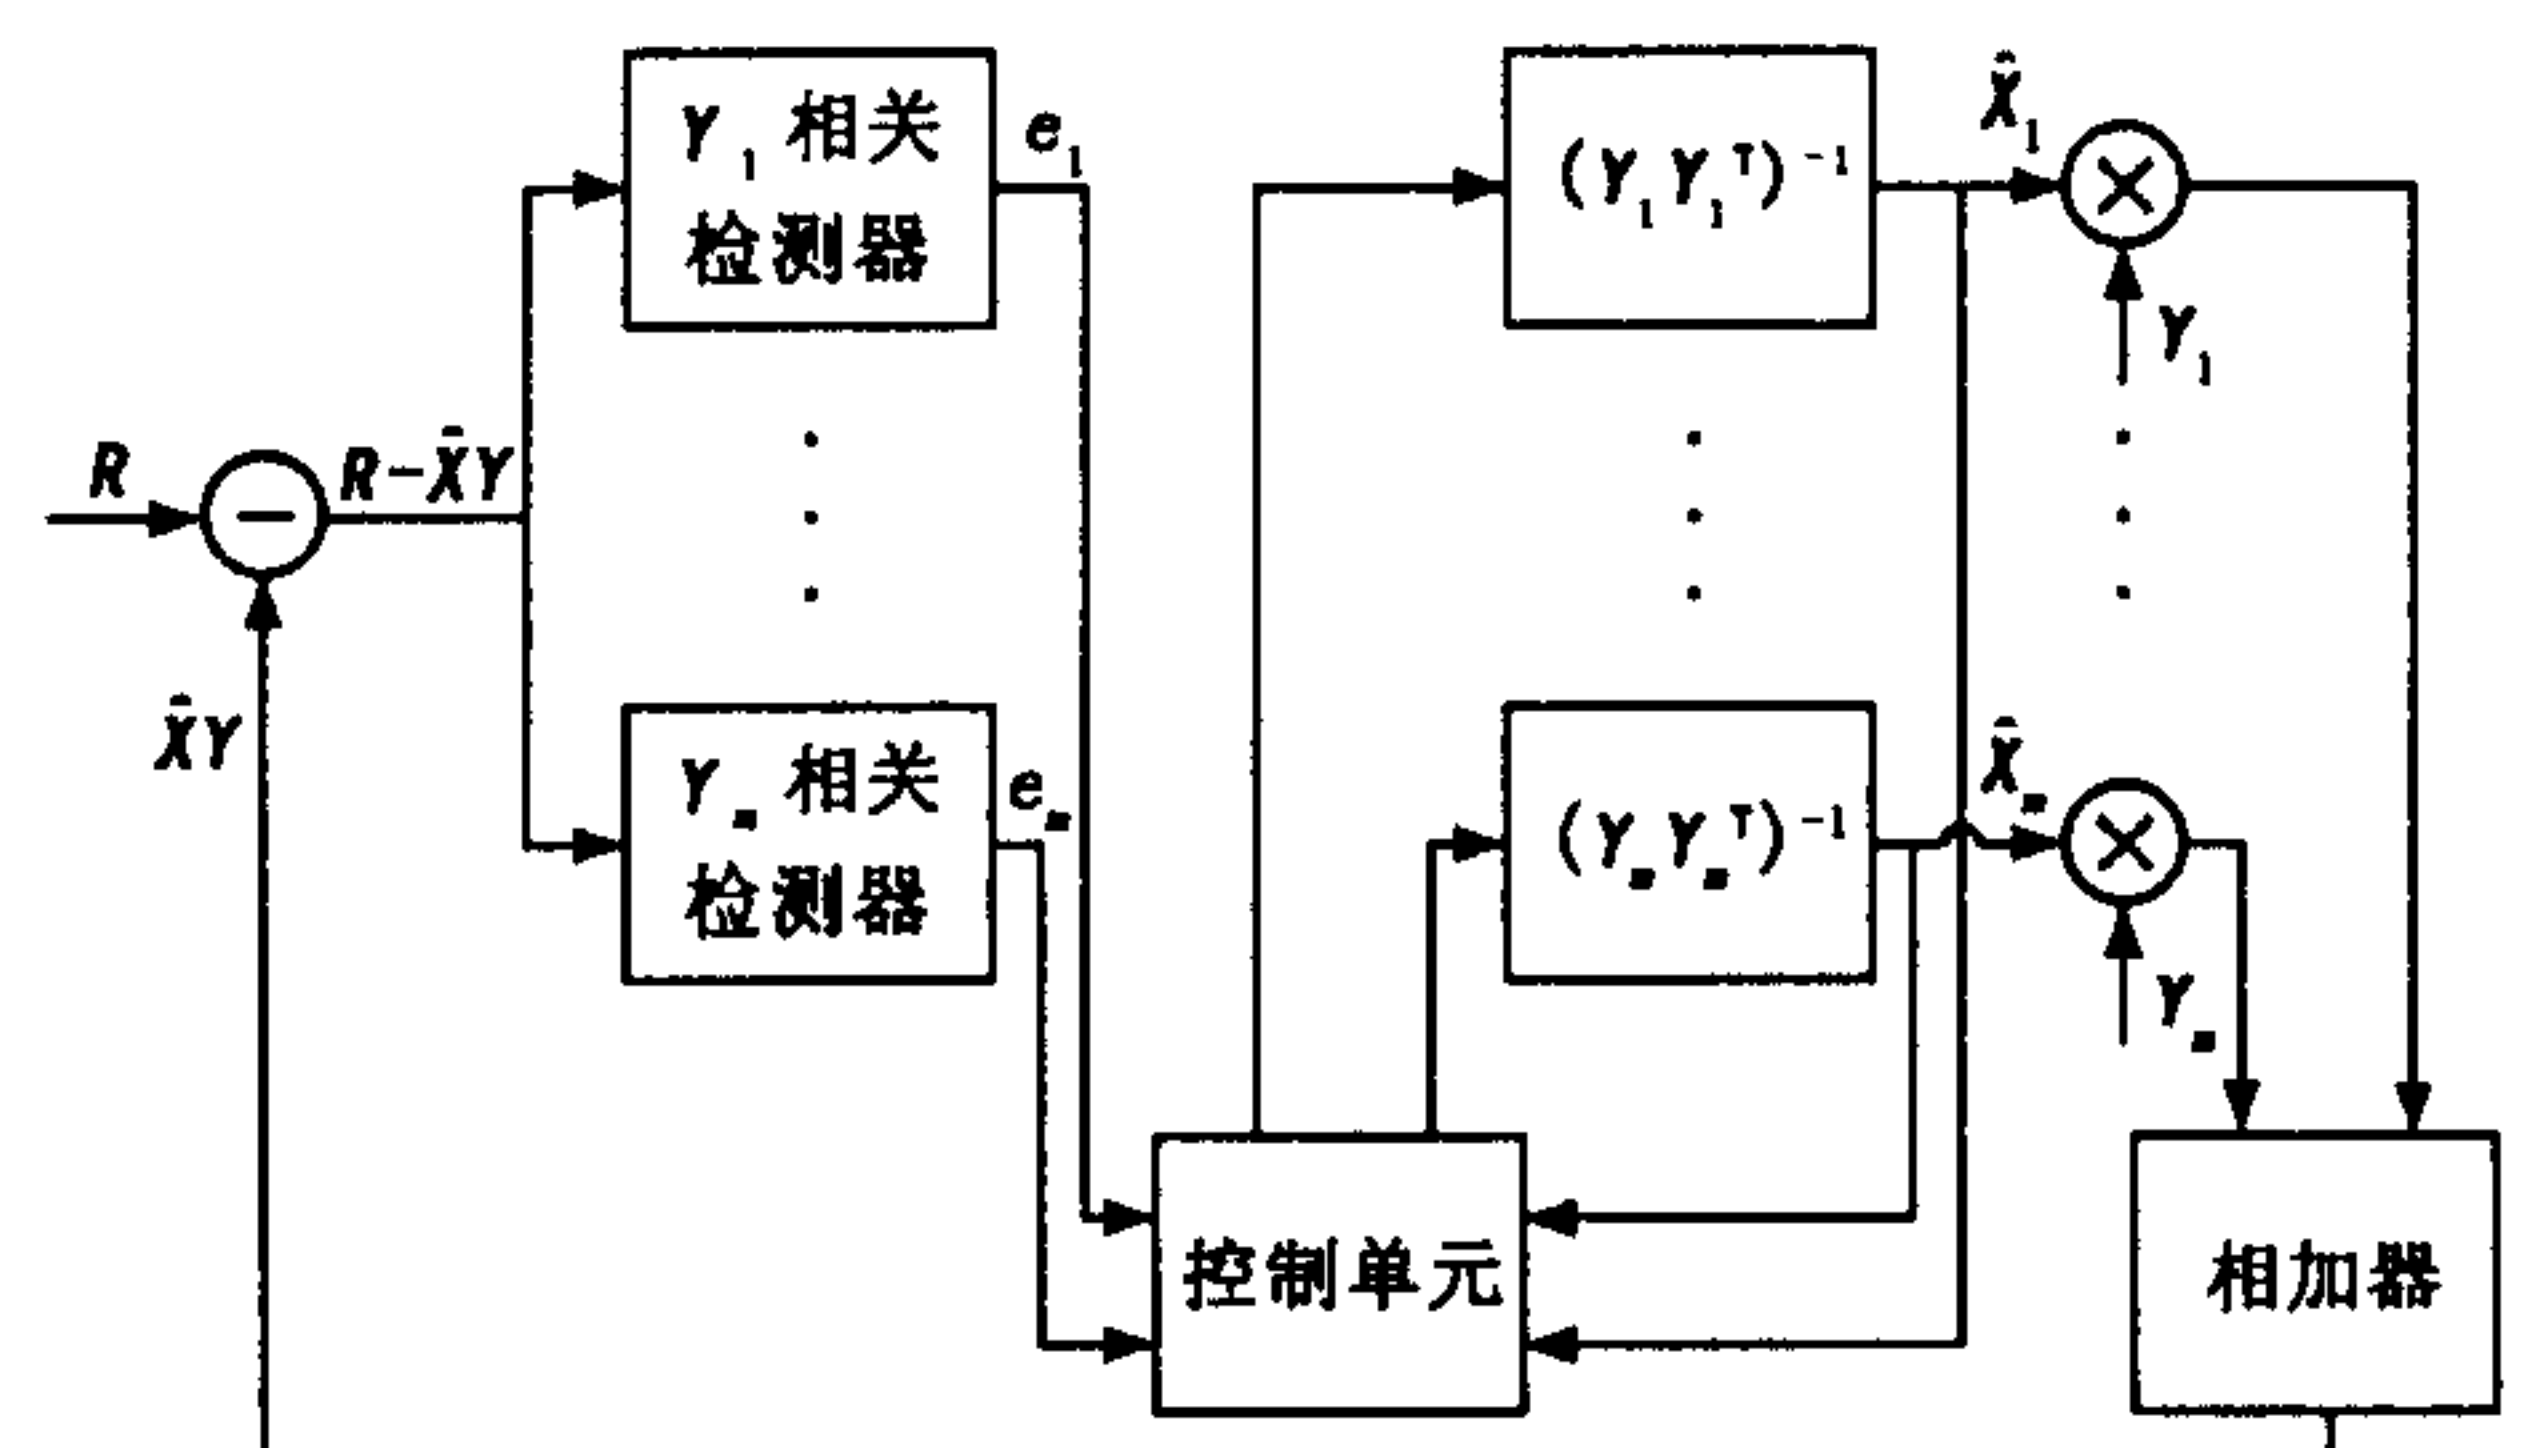 Y₁ 相关
检测器
e₁
(Y₁Y₁ᵀ)⁻¹
X̂₁
Y₁
R
−
R−X̂Y
X̂Y
Yₘ 相关
检测器
eₘ
(YₘYₘᵀ)⁻¹
X̂ₘ
Yₘ
控制单元
相加器